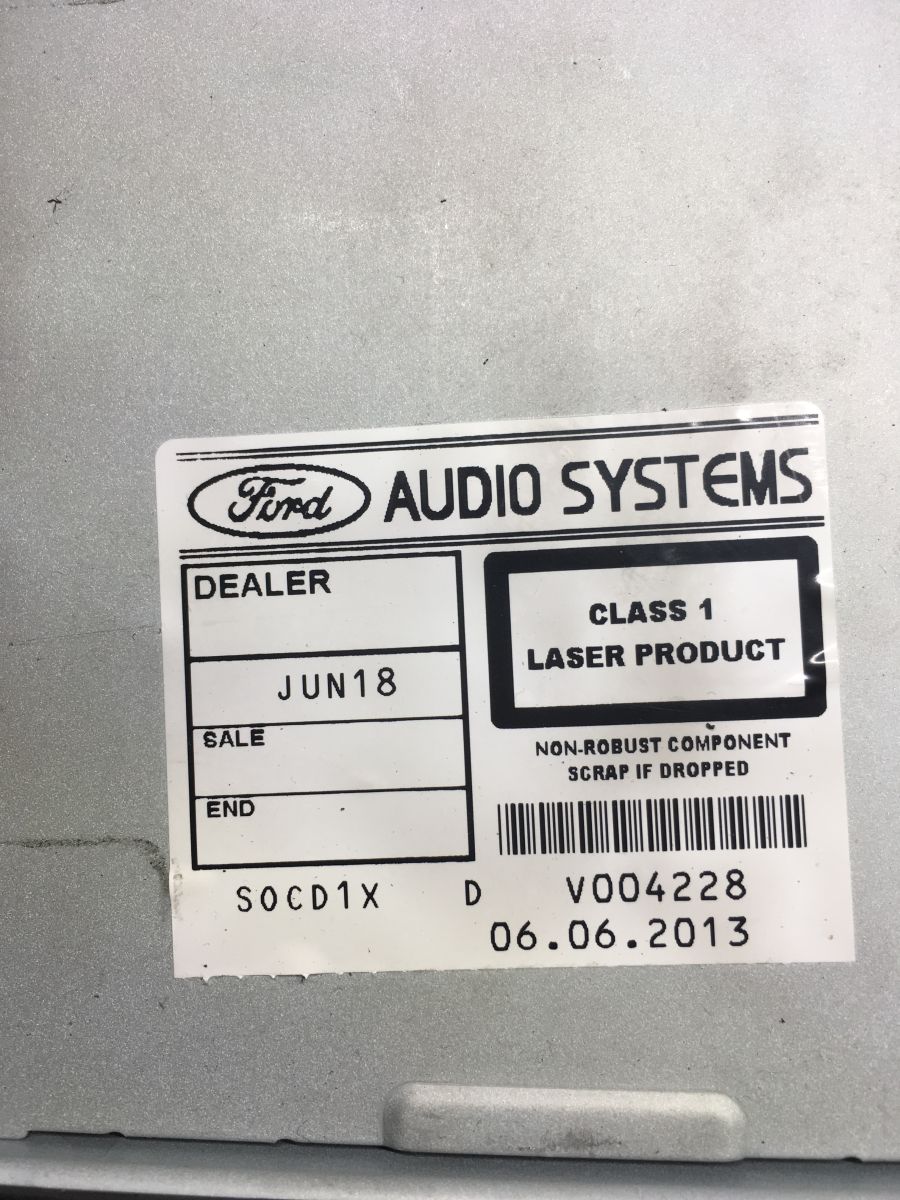 Ford AUDIO SYSTEMS
DEALER
JUN18
SALE
END
CLASS 1
LASER PRODUCT
NON-ROBUST COMPONENT
SCRAP IF DROPPED
SOCD1X D V004228
06.06.2013